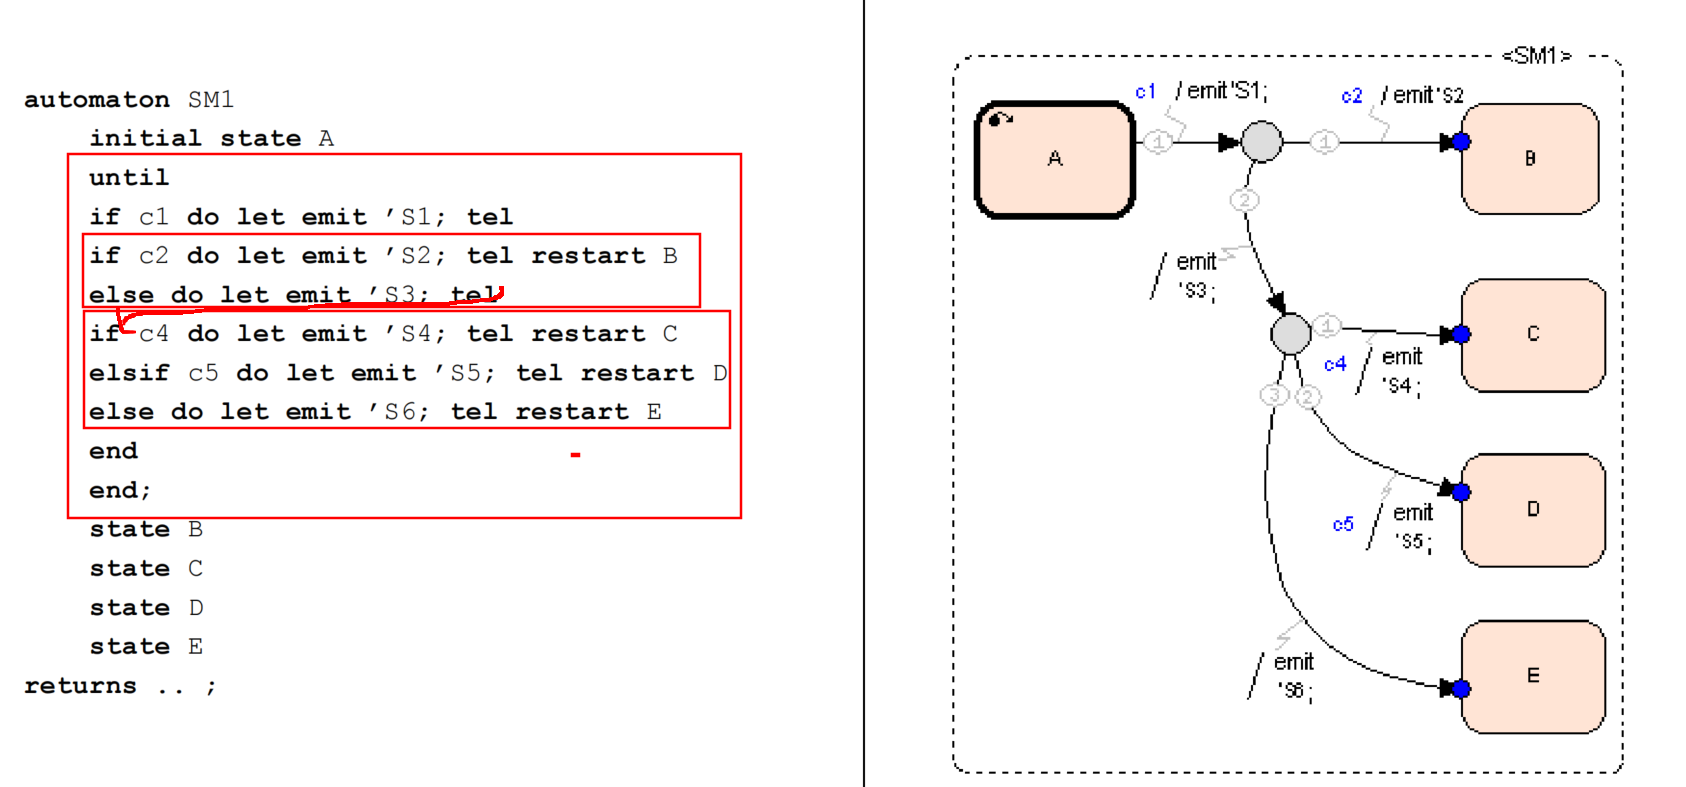 automaton SM1
initial state A
until
if c1 do let emit 'S1; tel
if c2 do let emit 'S2; tel restart B
else do let emit 'S3; tel
if c4 do let emit 'S4; tel restart C
elsif c5 do let emit 'S5; tel restart D
else do let emit 'S6; tel restart E
end
end;
state B
state C
state D
state E
returns .. ;
<SM1>
c1 / emit'S1;
c2 / emit'S2
A
1
1
B
2
/ emit
'S3;
1
C
c4 / emit
'S4;
3
2
D
c5 / emit
'S5;
/ emit
'S6;
E